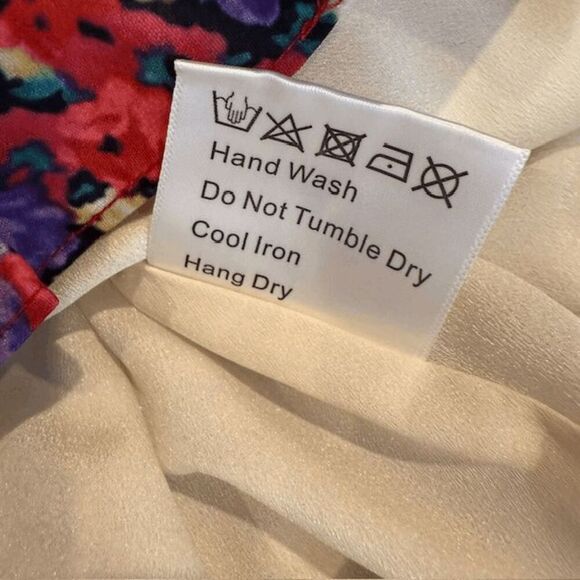 Hand Wash
Do Not Tumble Dry
Cool Iron
Hang Dry